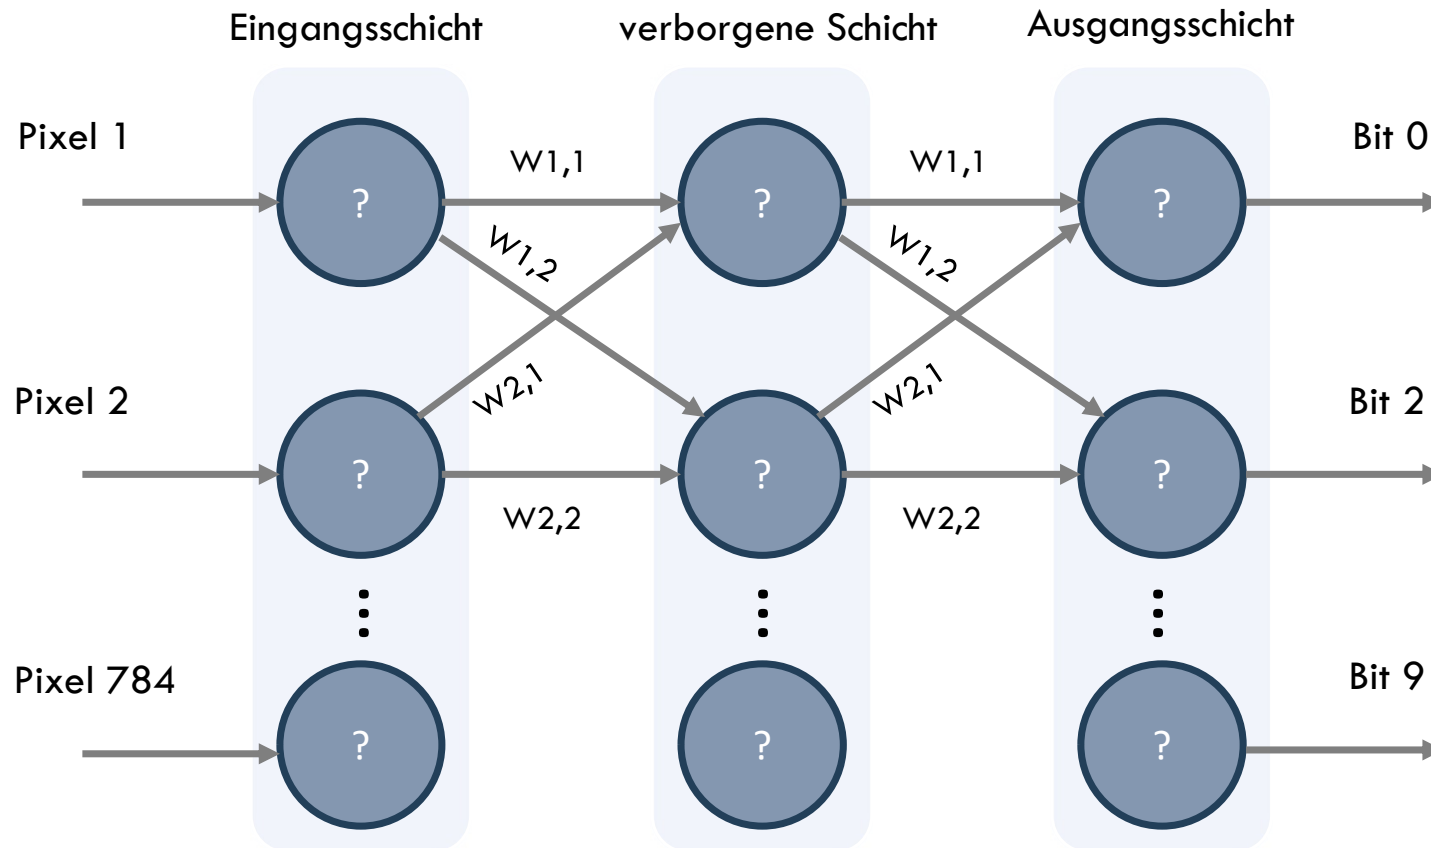 Eingangsschicht verborgene Schicht Ausgangsschicht
Pixel 1 Bit 0
W1,1 W1,1
? ? ?
W1,2 W1,2
W2,1 W2,1
Pixel 2 Bit 2
? ? ?
W2,2 W2,2
Pixel 784 Bit 9
? ? ?